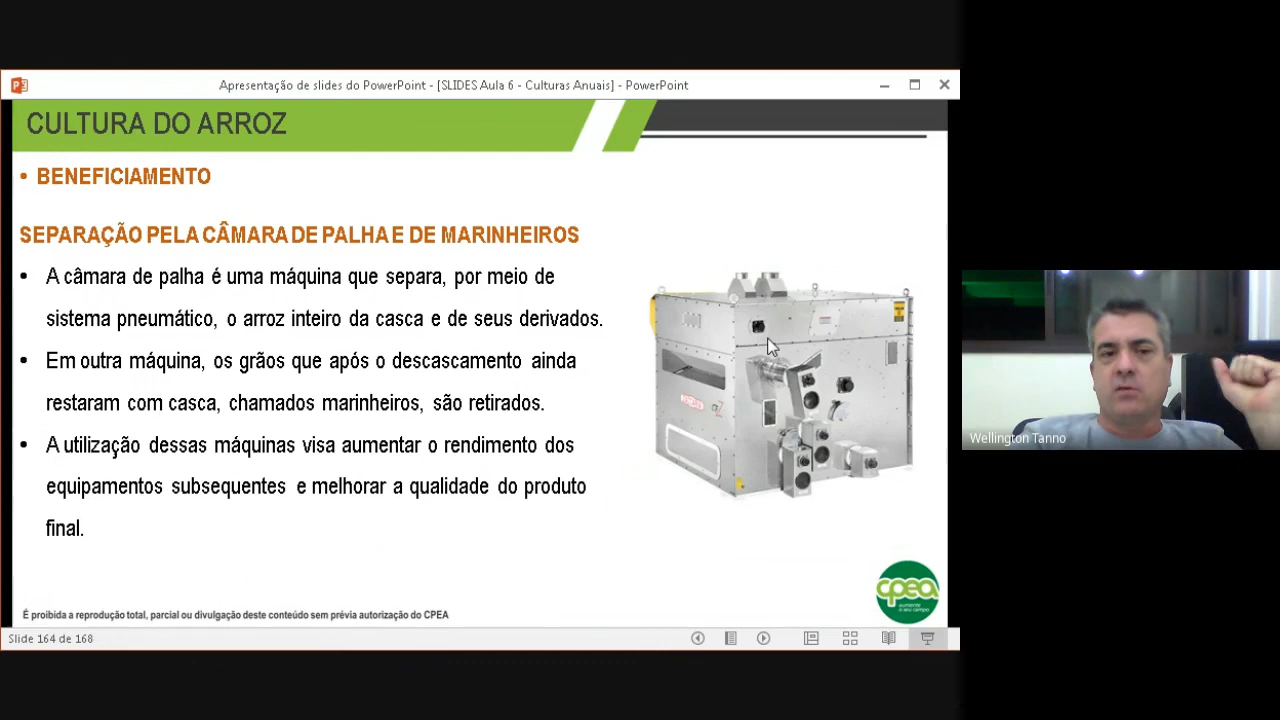 Apresentação de slides do PowerPoint - [SLIDES Aula 6 - Culturas Anuais] - PowerPoint
CULTURA DO ARROZ
• BENEFICIAMENTO
SEPARAÇÃO PELA CÂMARA DE PALHA E DE MARINHEIROS
• A câmara de palha é uma máquina que separa, por meio de
sistema pneumático, o arroz inteiro da casca e de seus derivados.
• Em outra máquina, os grãos que após o descascamento ainda
restaram com casca, chamados marinheiros, são retirados.
• A utilização dessas máquinas visa aumentar o rendimento dos
equipamentos subsequentes e melhorar a qualidade do produto
final.
Wellington Tanno
cpea
aumente
o seu campo
É proibida a reprodução total, parcial ou divulgação deste conteúdo sem prévia autorização do CPEA
Slide 164 de 168